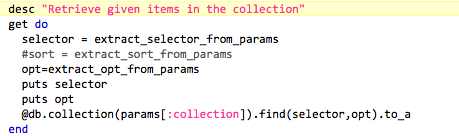 desc "Retrieve given items in the collection"
get do
  selector = extract_selector_from_params
  #sort = extract_sort_from_params
  opt=extract_opt_from_params
  puts selector
  puts opt
  @db.collection(params[:collection]).find(selector,opt).to_a
end